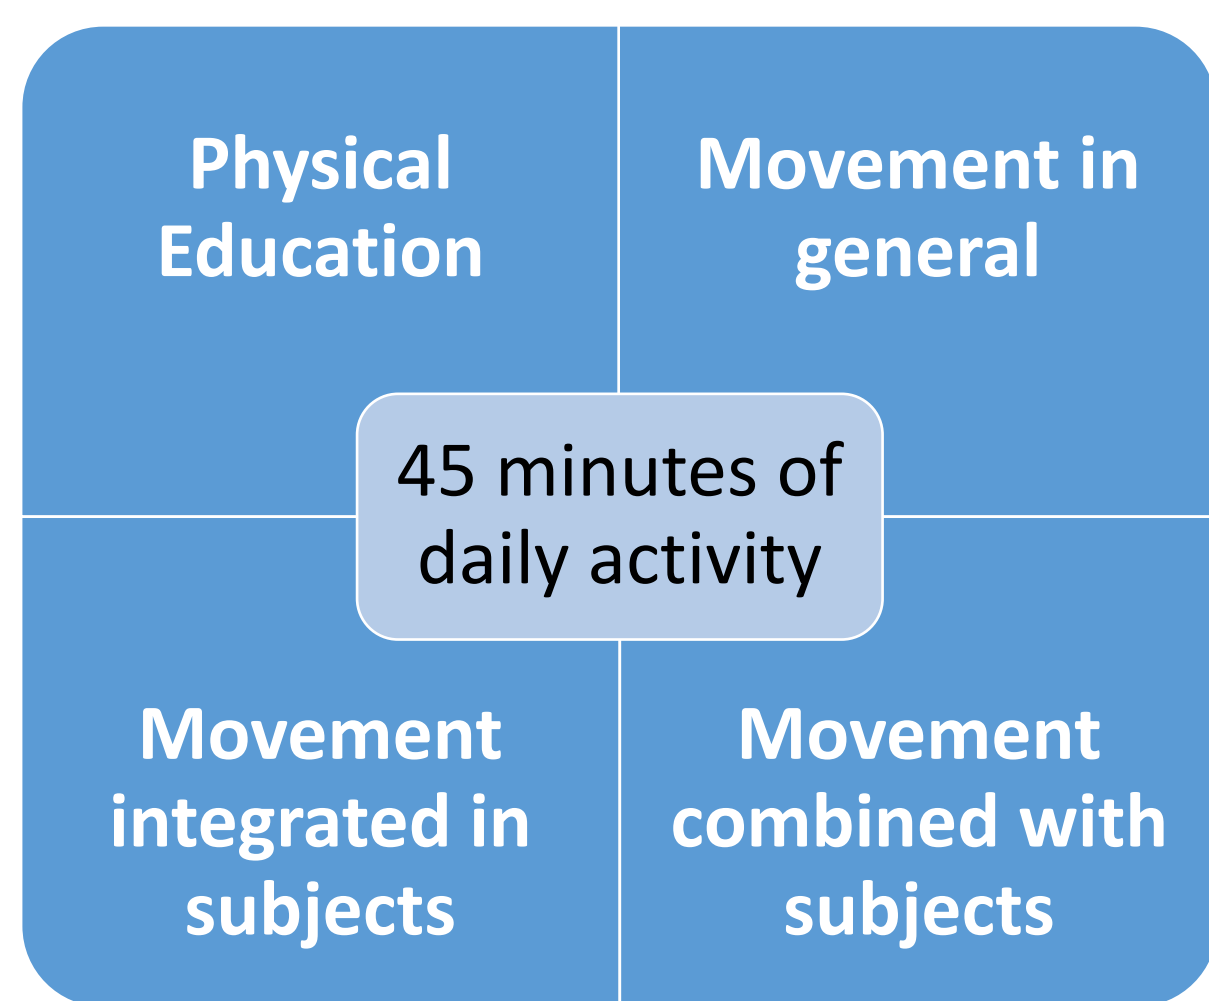 Physical
Education
Movement in
general
45 minutes of
daily activity
Movement
integrated in
subjects
Movement
combined with
subjects